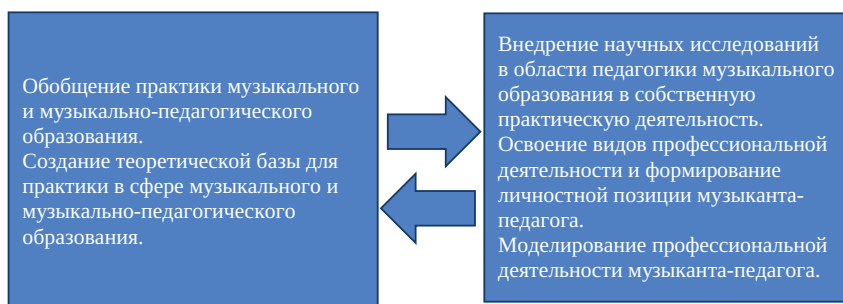 Обобщение практики музыкального
и музыкально-педагогического
образования.
Создание теоретической базы для
практики в сфере музыкального и
музыкально-педагогического
образования.
Внедрение научных исследований
в области педагогики музыкального
образования в собственную
практическую деятельность.
Освоение видов профессиональной
деятельности и формирование
личностной позиции музыканта-
педагога.
Моделирование профессиональной
деятельности музыканта-педагога.